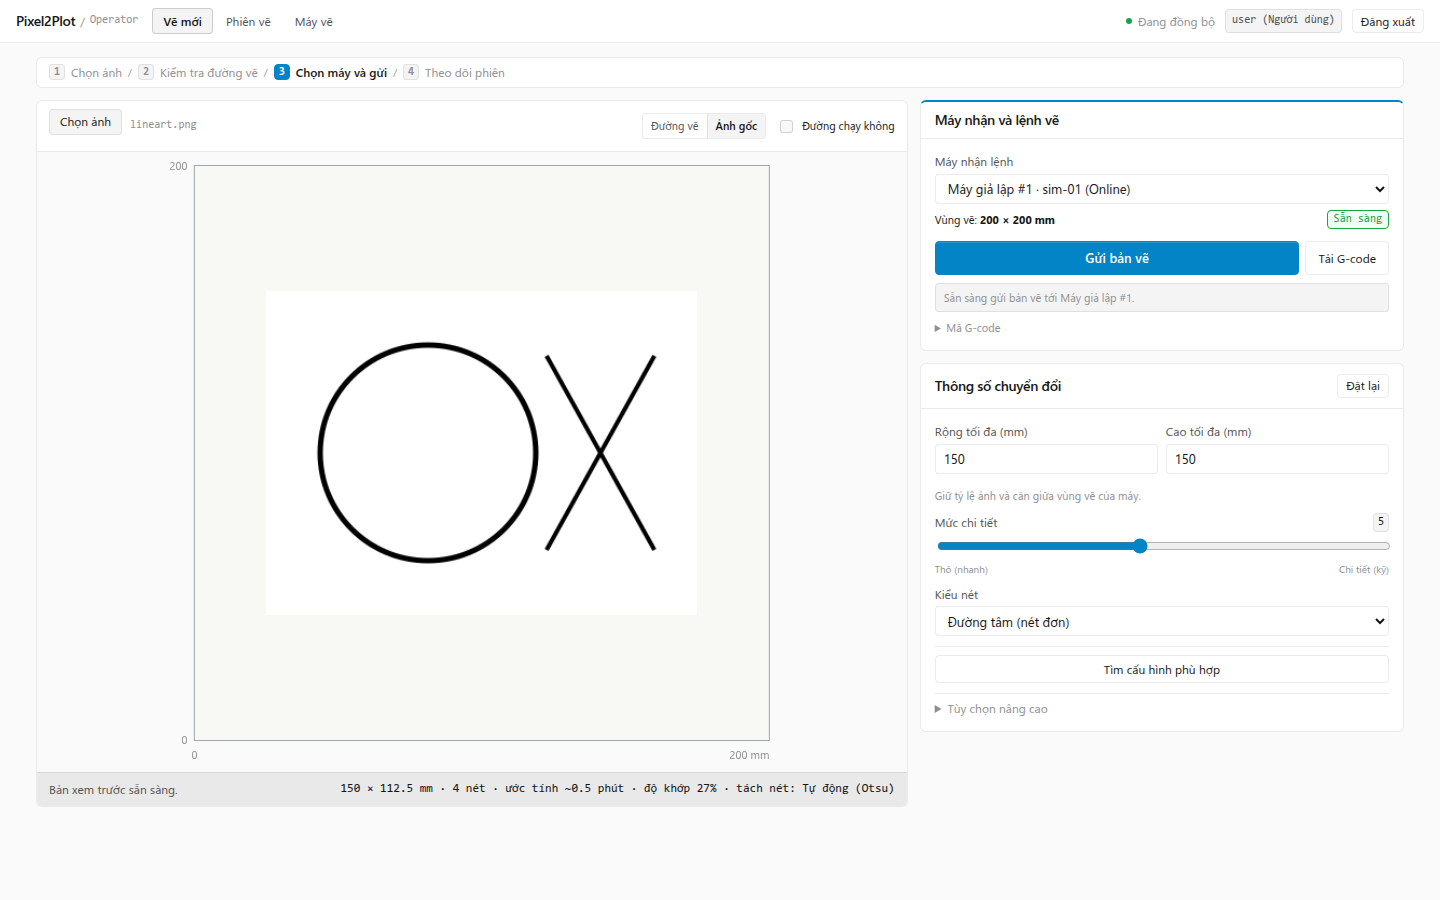 Pixel2Plot / Operator Vẽ mới Phiên vẽ Máy vẽ Đang đồng bộ user (Người dùng) Đăng xuất
1 Chọn ảnh / 2 Kiểm tra đường vẽ / 3 Chọn máy và gửi / 4 Theo dõi phiên
Chọn ảnh lineart.png Đường vẽ Ảnh gốc Đường chạy không
200
OX
0
0 200 mm
Bản xem trước sẵn sàng. 150 × 112.5 mm · 4 nét · ước tính ~0.5 phút · độ khớp 27% · tách nét: Tự động (Otsu)
Máy nhận và lệnh vẽ
Máy nhận lệnh
Máy giả lập #1 · sim-01 (Online)
Vùng vẽ: 200 × 200 mm Sẵn sàng
Gửi bản vẽ Tải G-code
Sẵn sàng gửi bản vẽ tới Máy giả lập #1.
Mã G-code
Thông số chuyển đổi Đặt lại
Rộng tối đa (mm) Cao tối đa (mm)
150 150
Giữ tỷ lệ ảnh và căn giữa vùng vẽ của máy.
Mức chi tiết 5
Thô (nhanh) Chi tiết (kỹ)
Kiểu nét
Đường tâm (nét đơn)
Tìm cấu hình phù hợp
Tùy chọn nâng cao